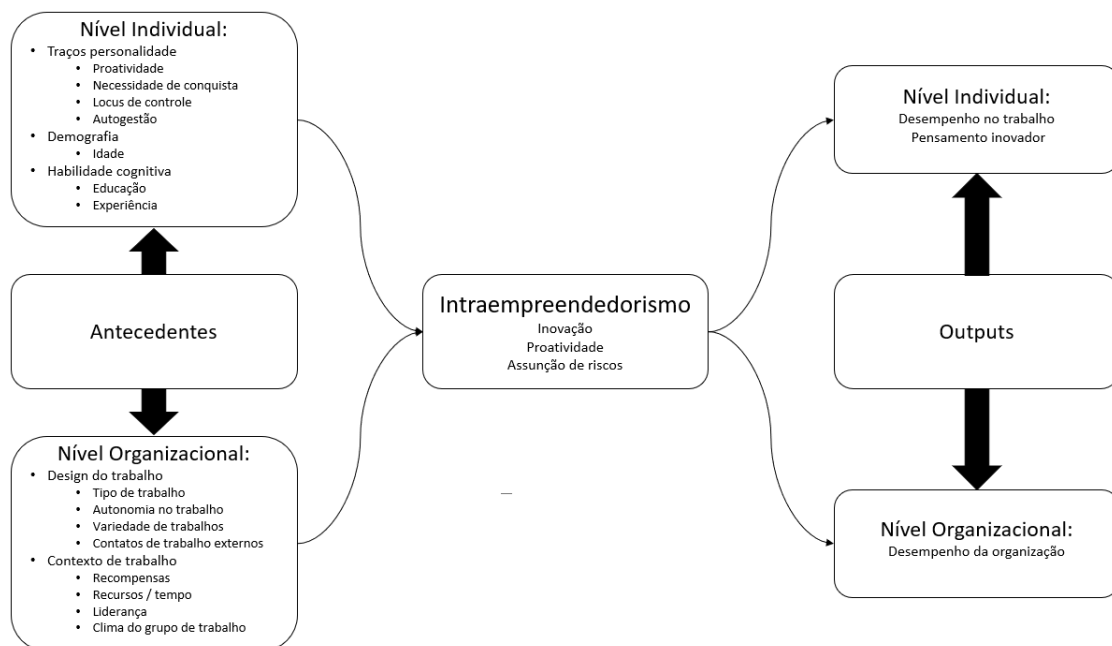 Nível Individual:
• Traços personalidade
• Proatividade
• Necessidade de conquista
• Locus de controle
• Autogestão
• Demografia
• Idade
• Habilidade cognitiva
• Educação
• Experiência
Antecedentes
Nível Organizacional:
• Design do trabalho
• Tipo de trabalho
• Autonomia no trabalho
• Variedade de trabalhos
• Contatos de trabalho externos
• Contexto de trabalho
• Recompensas
• Recursos / tempo
• Liderança
• Clima do grupo de trabalho
Intraempreendedorismo
Inovação
Proatividade
Assunção de riscos
Nível Individual:
Desempenho no trabalho
Pensamento inovador
Outputs
Nível Organizacional:
Desempenho da organização